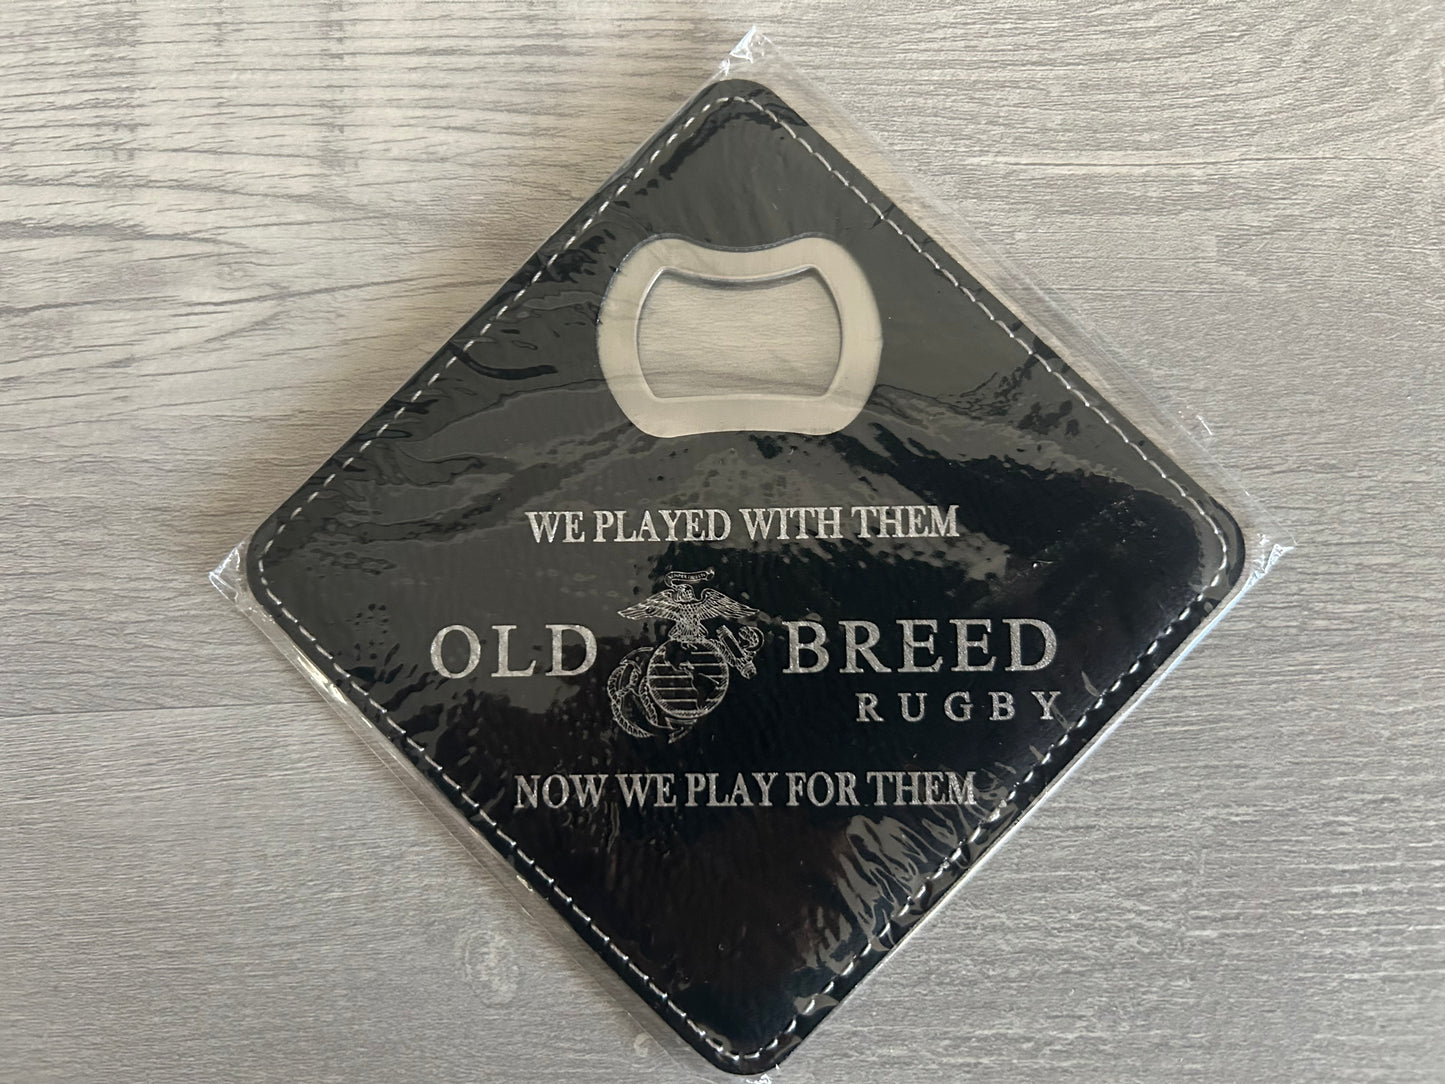 WE PLAYED WITH THEM
OLD BREED
RUGBY
NOW WE PLAY FOR THEM